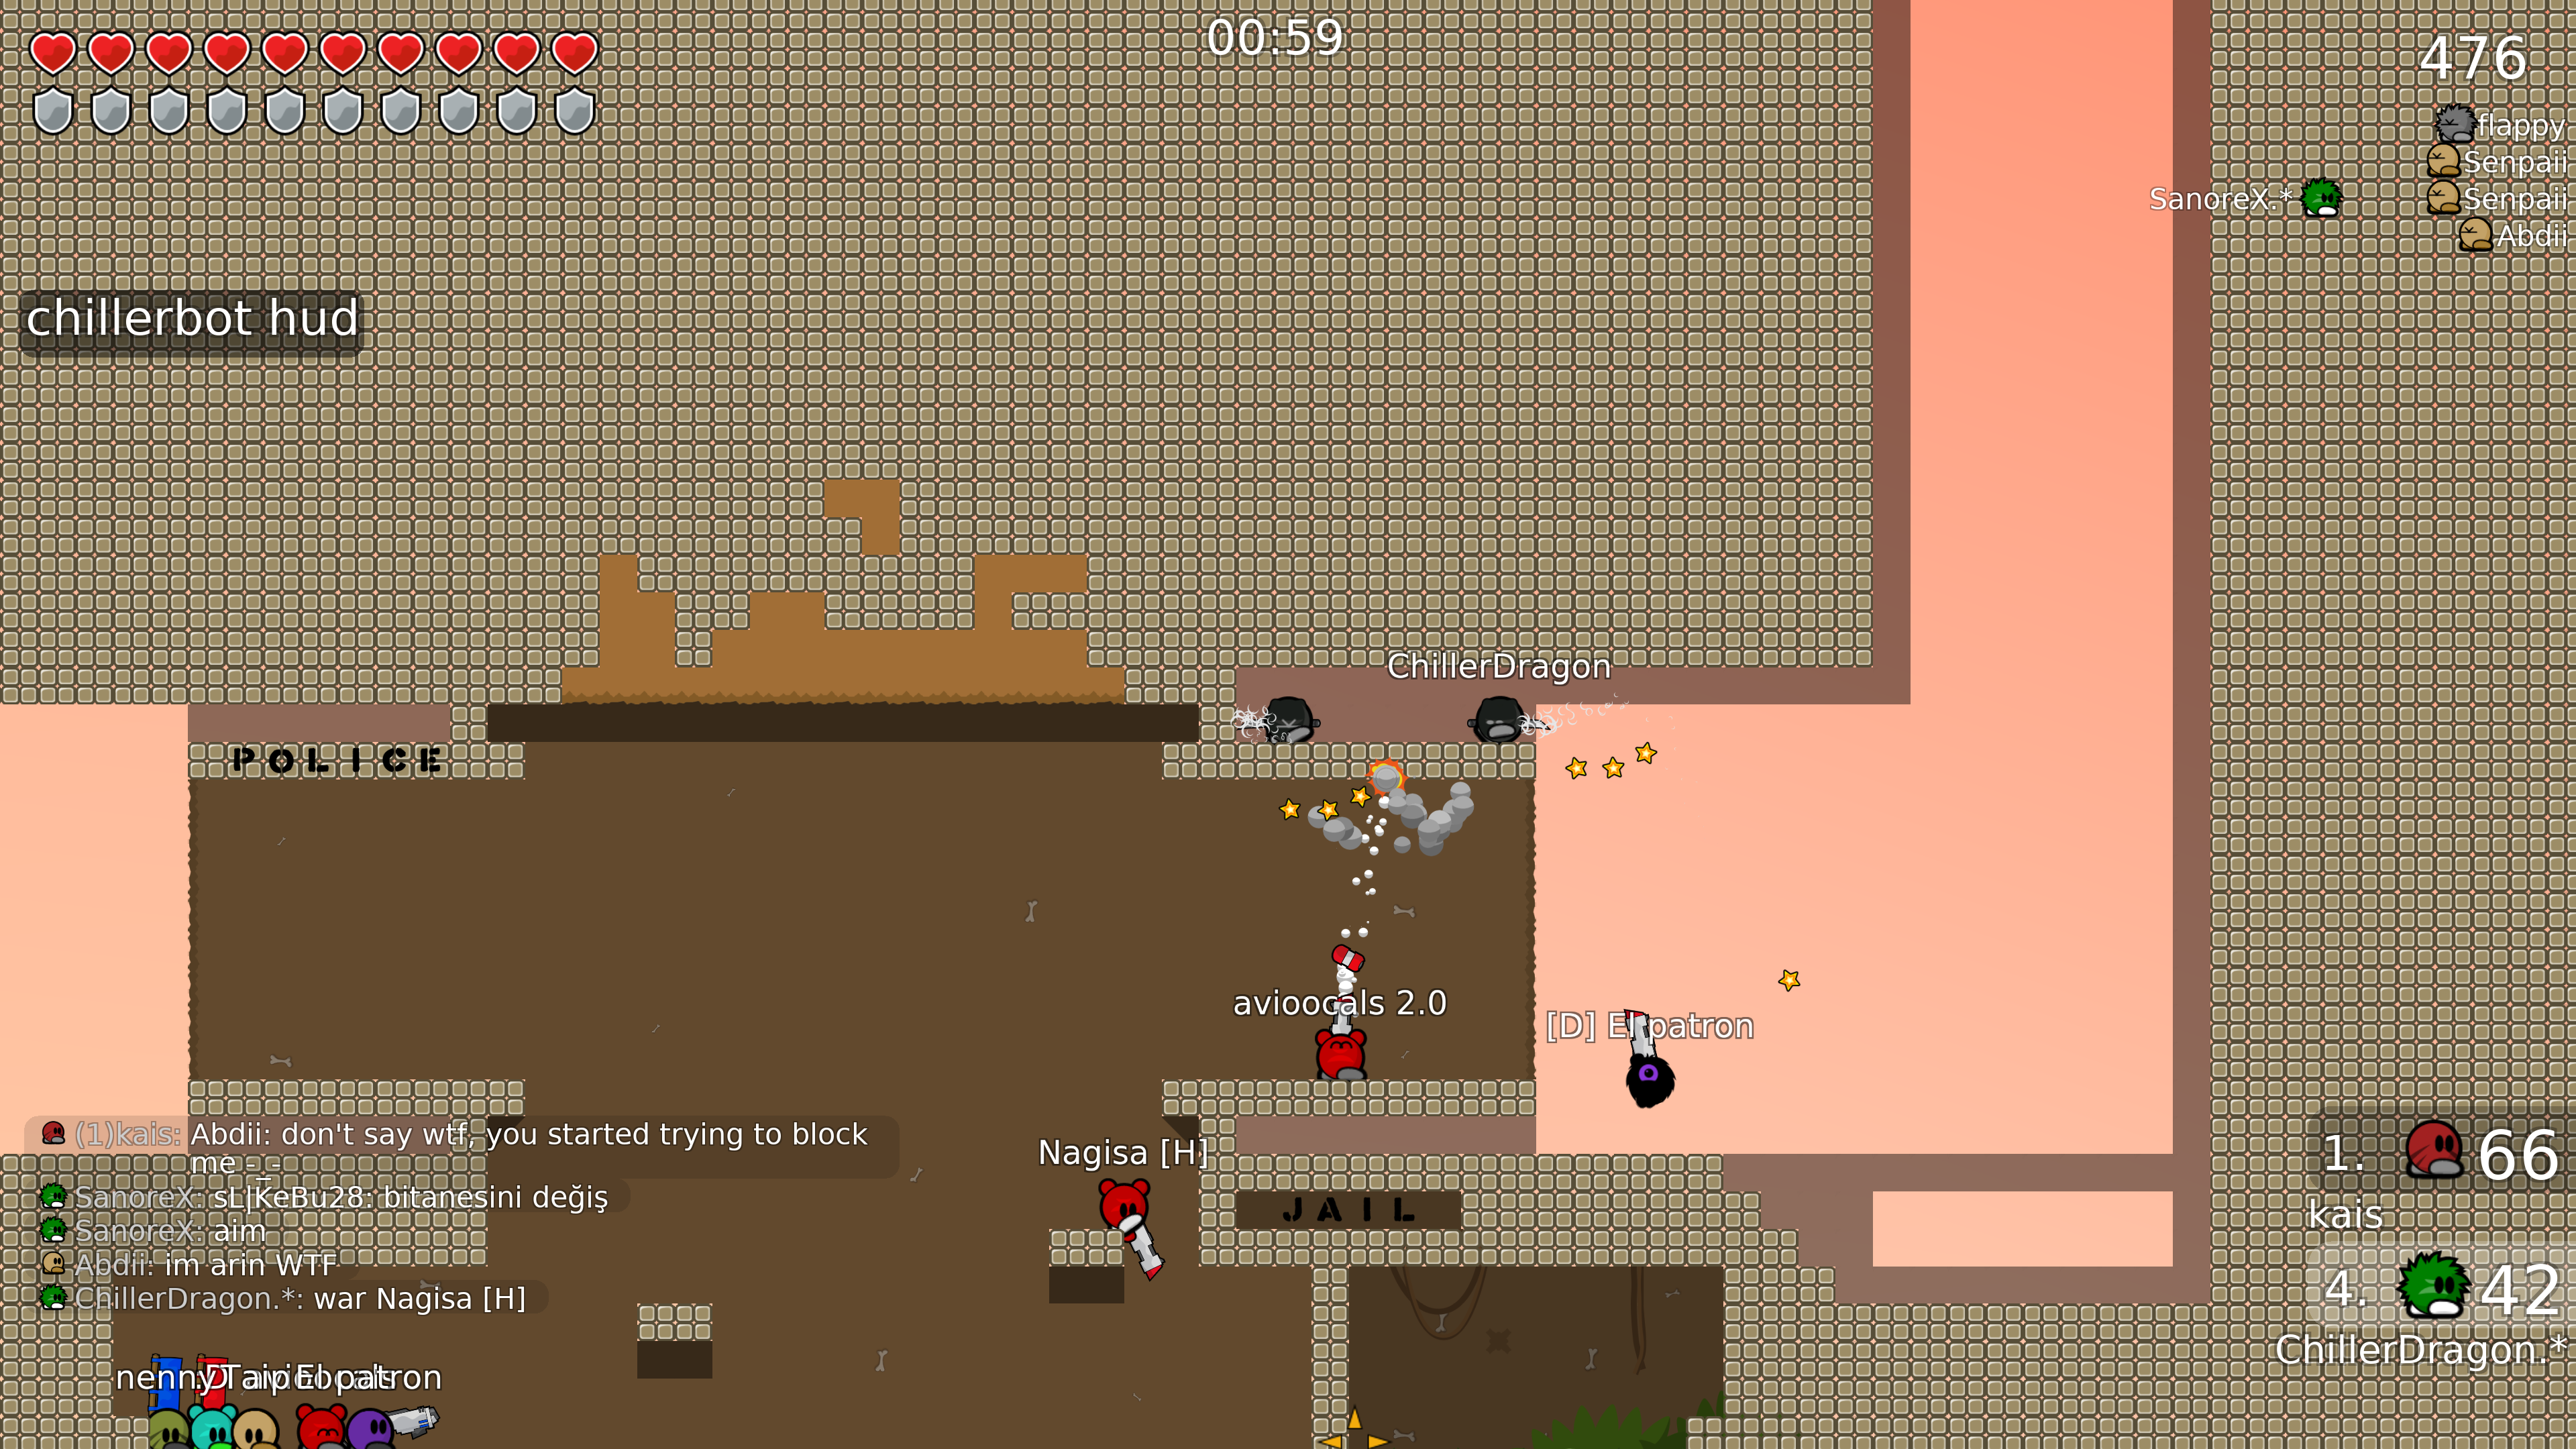 00:59
476
flappy
Senpaii
SanoreX.* Senpaii
Abdii
chillerbot hud
ChillerDragon
POLICE
avioocals 2.0
[D] El patron
(1)kais: Abdii: don't say wtf, you started trying to block
me -_-
Nagisa [H]
SanoreX: sL|KeBu28: bitanesini değiş
SanoreX: aim
Abdii: im arin WTF
ChillerDragon.*: war Nagisa [H]
JAIL
1. 66
kais
4. 42
ChillerDragon.*
nenny
patron